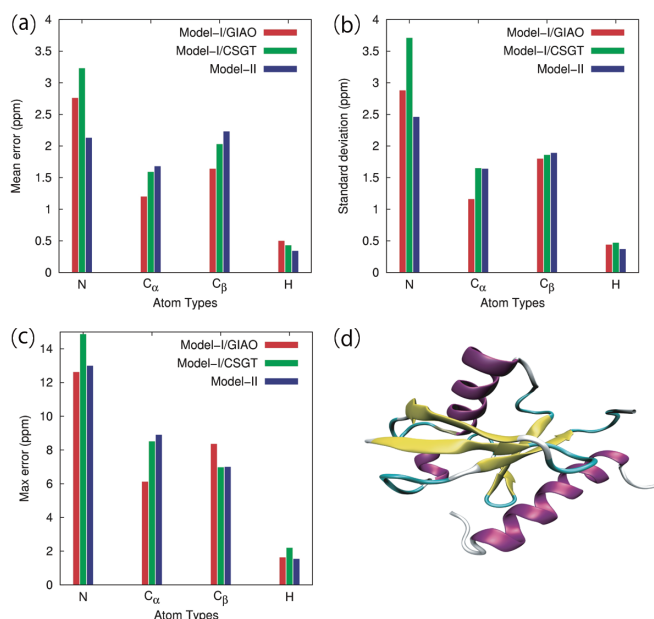 (a)
Mean error (ppm)
4
3.5
3
2.5
2
1.5
1
0.5
0
Model-I/GIAO
Model-I/CSGT
Model-II
N Cα Cβ H
Atom Types
(b)
Standard deviation (ppm)
4
3.5
3
2.5
2
1.5
1
0.5
0
Model-I/GIAO
Model-I/CSGT
Model-II
N Cα Cβ H
Atom Types
(c)
Max error (ppm)
14
12
10
8
6
4
2
0
Model-I/GIAO
Model-I/CSGT
Model-II
N Cα Cβ H
Atom Types
(d)